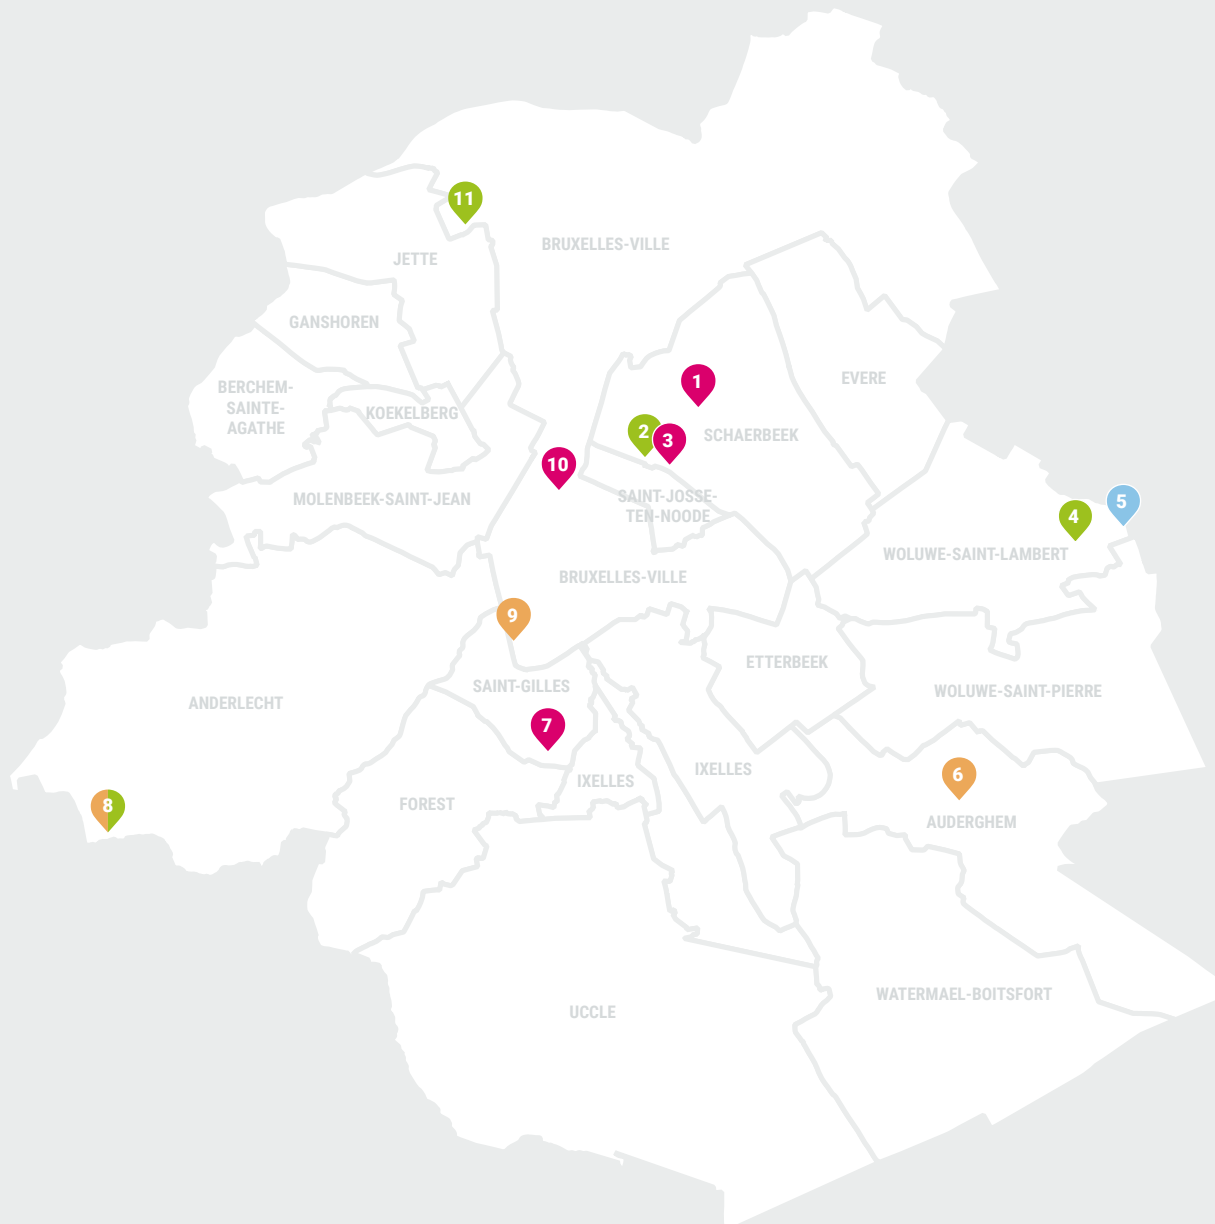 11
BRUXELLES-VILLE
JETTE
GANSHOREN
1
EVERE
BERCHEM-
SAINTE-
AGATHE
KOEKELBERG
2
3
SCHAERBEEK
10
MOLENBEEK-SAINT-JEAN
SAINT-JOSSE-
TEN-NOODE
5
4
WOLUWE-SAINT-LAMBERT
BRUXELLES-VILLE
9
ETTERBEEK
SAINT-GILLES
WOLUWE-SAINT-PIERRE
ANDERLECHT
7
IXELLES
IXELLES
6
8
FOREST
AUDERGHEM
WATERMAEL-BOITSFORT
UCCLE